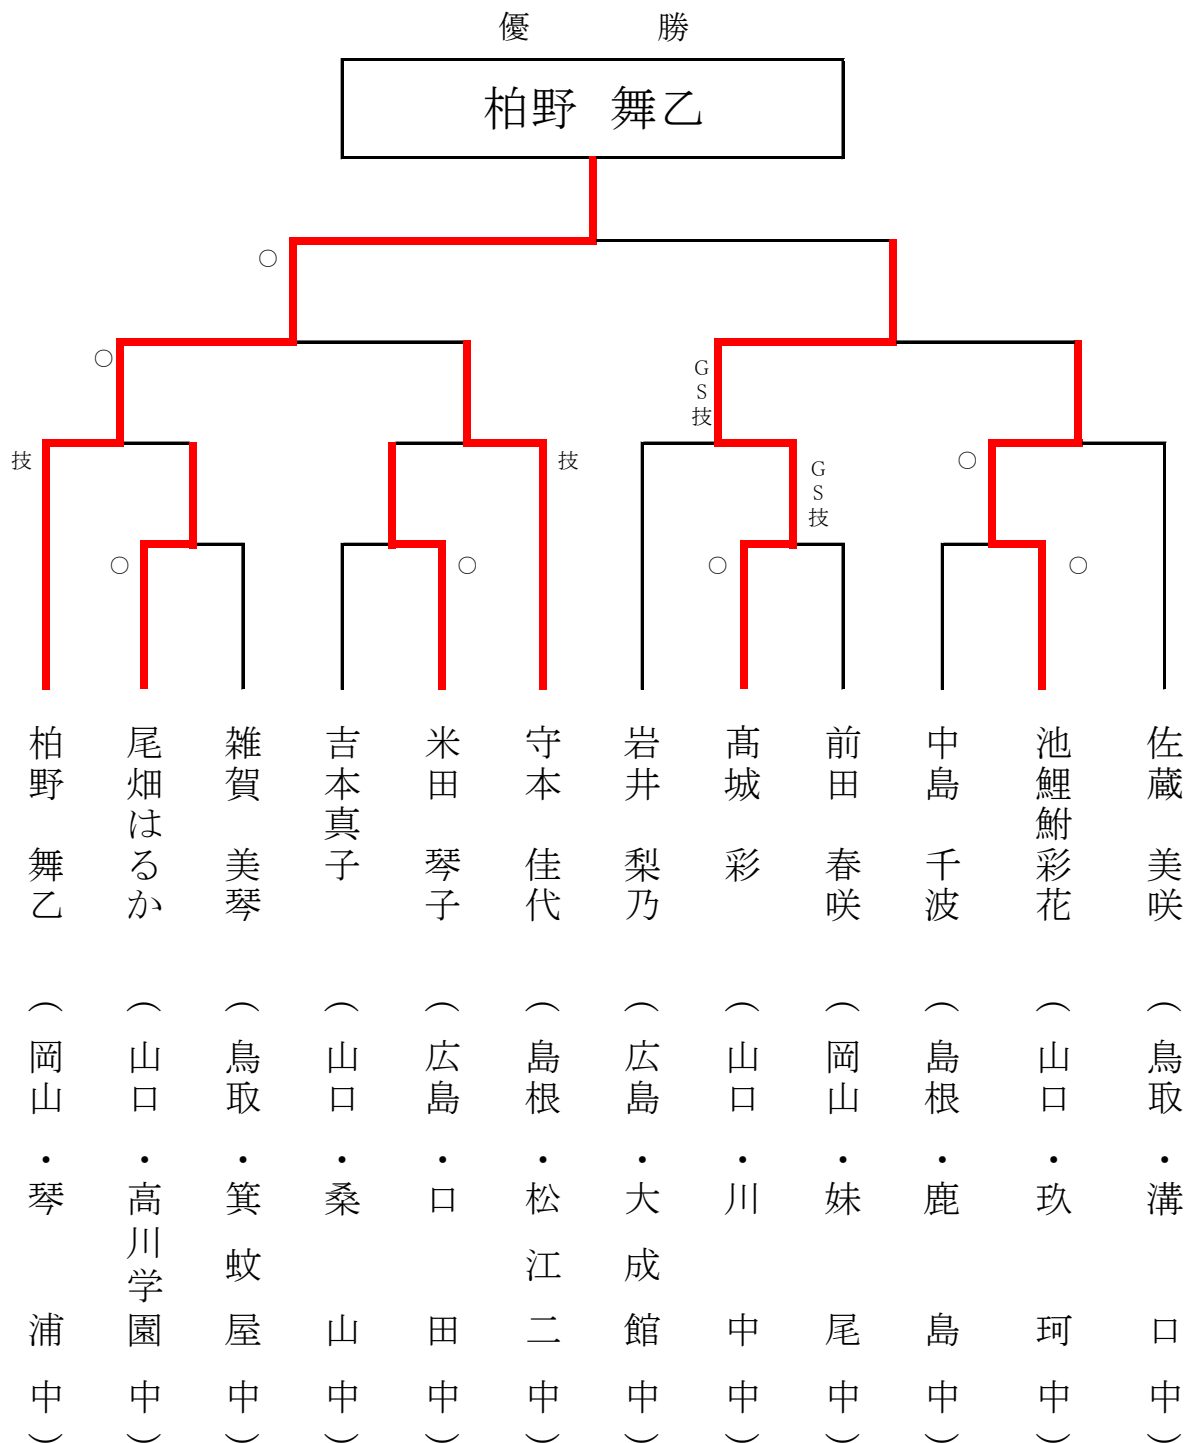 優　勝
柏野 舞乙
○
○
○
GS技
技
技
○
GS技
○
○
○
○
柏野 舞乙 （岡山・琴浦中）
尾畑はるか （山口・高川学園中）
雑賀 美琴 （鳥取・箕蚊屋中）
吉本真子 （山口・桑山中）
米田 琴子 （広島・口田中）
守本 佳代 （島根・松江二中）
岩井 梨乃 （広島・大成館中）
髙城 彩 （山口・川中中）
前田 春咲 （岡山・妹尾中）
中島 千波 （島根・鹿島中）
池鯉鮒彩花 （山口・玖珂中）
佐蔵 美咲 （鳥取・溝口中）